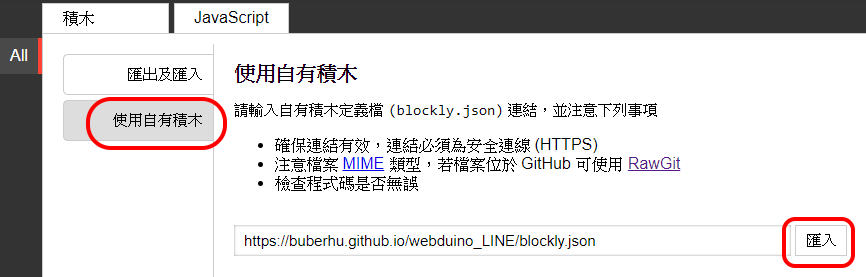 積木
JavaScript
All
匯出及匯入
使用自有積木
使用自有積木
請輸入自有積木定義檔 (blockly.json) 連結，並注意下列事項
• 確保連結有效，連結必須為安全連線 (HTTPS)
• 注意檔案 MIME 類型，若檔案位於 GitHub 可使用 RawGit
• 檢查程式碼是否無誤
https://buberhu.github.io/webduino_LINE/blockly.json
匯入